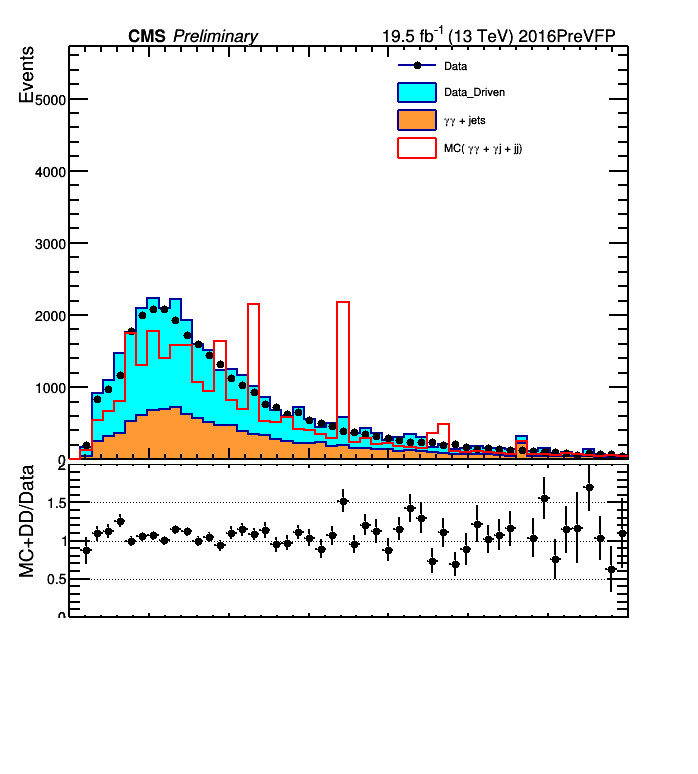 CMS Preliminary 19.5 fb⁻¹ (13 TeV) 2016PreVFP
Events
Data
Data_Driven
γγ + jets
MC( γγ + γj + jj)
5000
4000
3000
2000
1000
0
MC+DD/Data
2
1.5
1
0.5
0